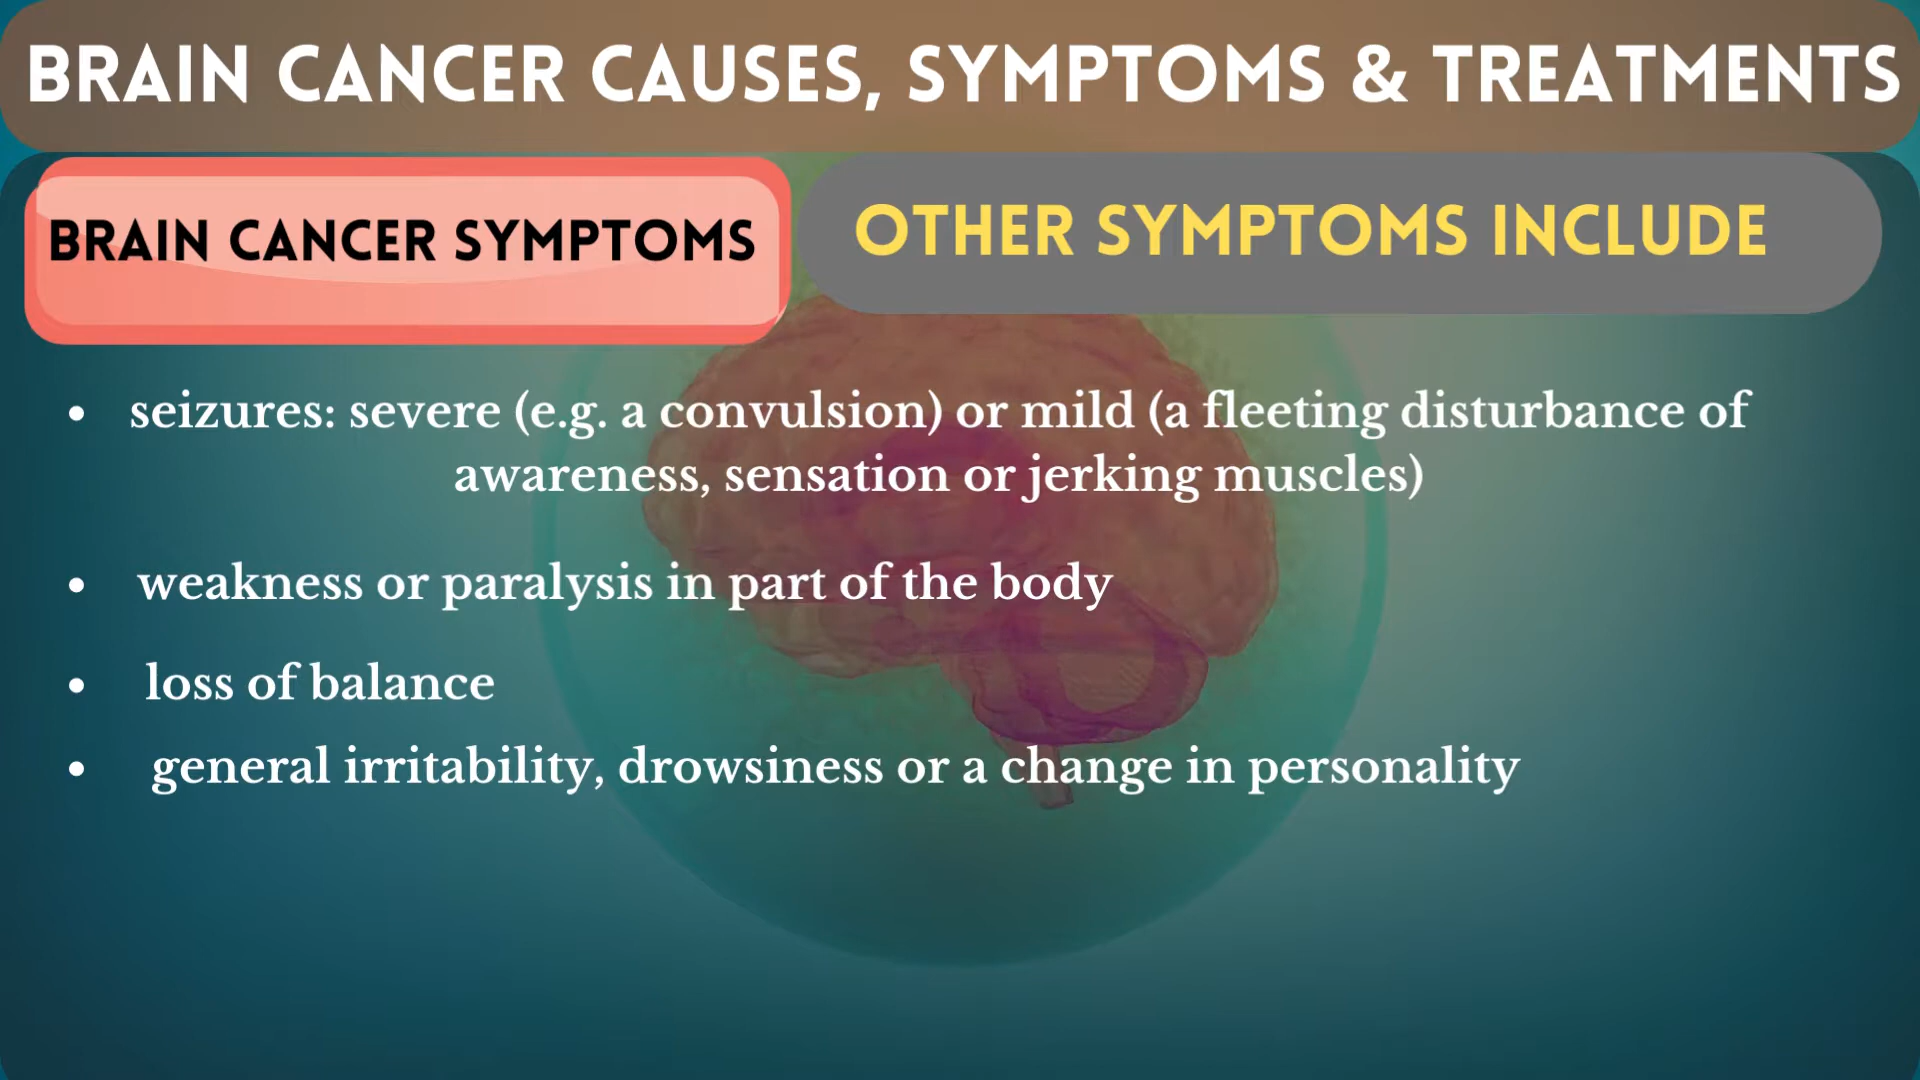 BRAIN CANCER CAUSES, SYMPTOMS & TREATMENTS
BRAIN CANCER SYMPTOMS
OTHER SYMPTOMS INCLUDE
• seizures: severe (e.g. a convulsion) or mild (a fleeting disturbance of
awareness, sensation or jerking muscles)
• weakness or paralysis in part of the body
• loss of balance
• general irritability, drowsiness or a change in personality